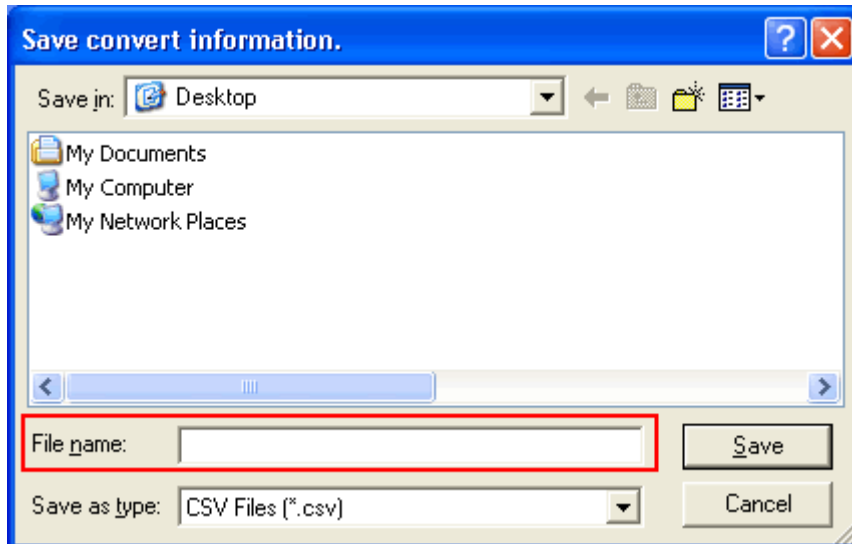 Save convert information.
Save in: Desktop
My Documents
My Computer
My Network Places
File name:
Save
Save as type: CSV Files (*.csv)
Cancel